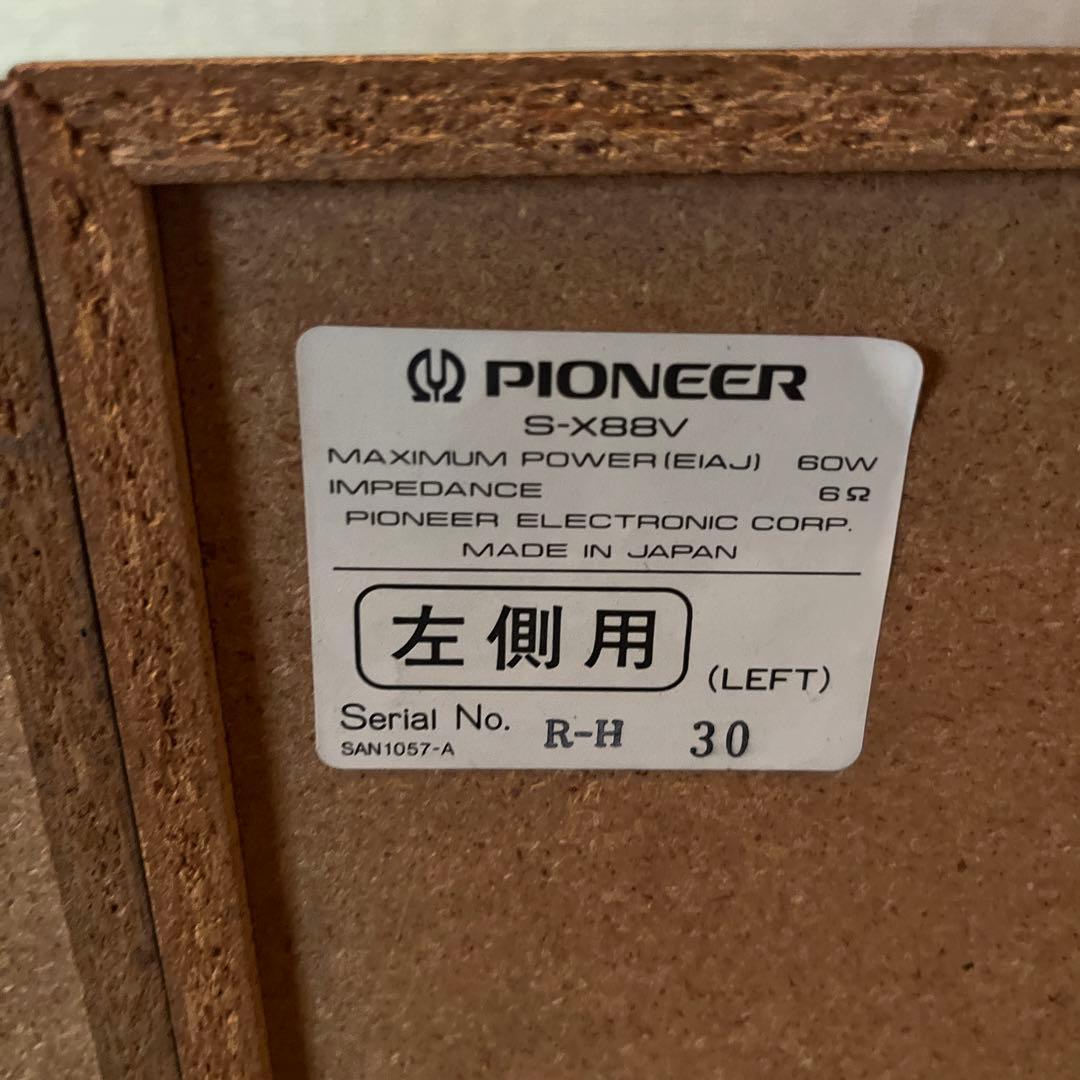 PIONEER
S-X88V
MAXIMUM POWER (EIAJ) 60W
IMPEDANCE 6Ω
PIONEER ELECTRONIC CORP.
MADE IN JAPAN
左側用 (LEFT)
Serial No. R-H 30
SAN1057-A